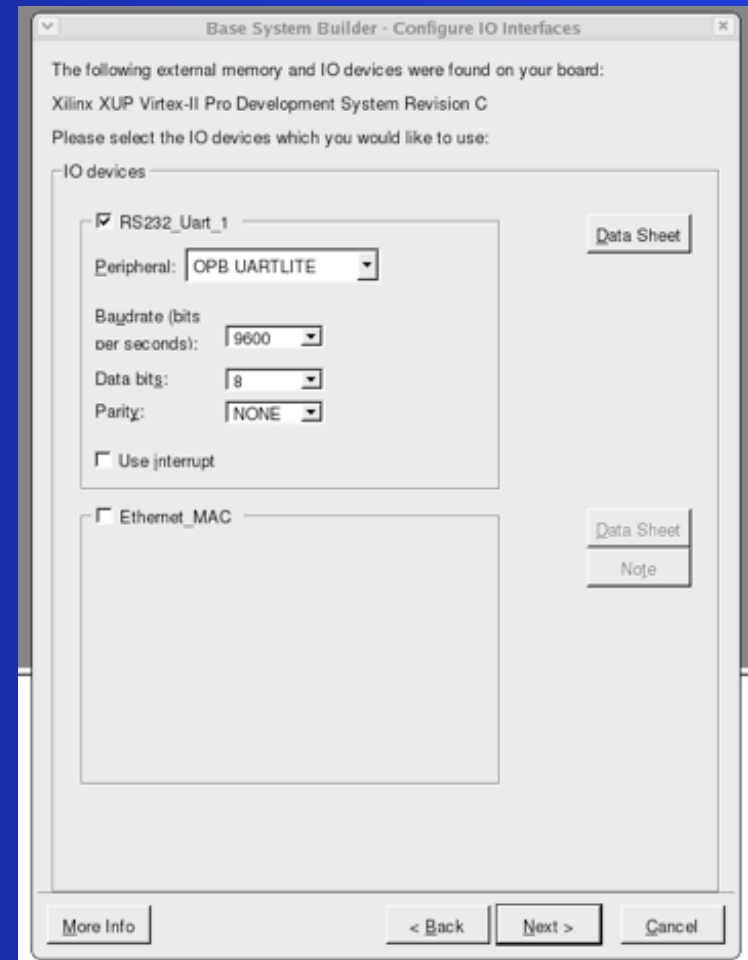 Base System Builder - Configure IO Interfaces
The following external memory and IO devices were found on your board:
Xilinx XUP Virtex-II Pro Development System Revision C
Please select the IO devices which you would like to use:
IO devices
RS232_Uart_1
Data Sheet
Peripheral: OPB UARTLITE
Baudrate (bits
per seconds): 9600
Data bits: 8
Parity: NONE
Use interrupt
Ethernet_MAC
Data Sheet
Note
More Info < Back Next > Cancel